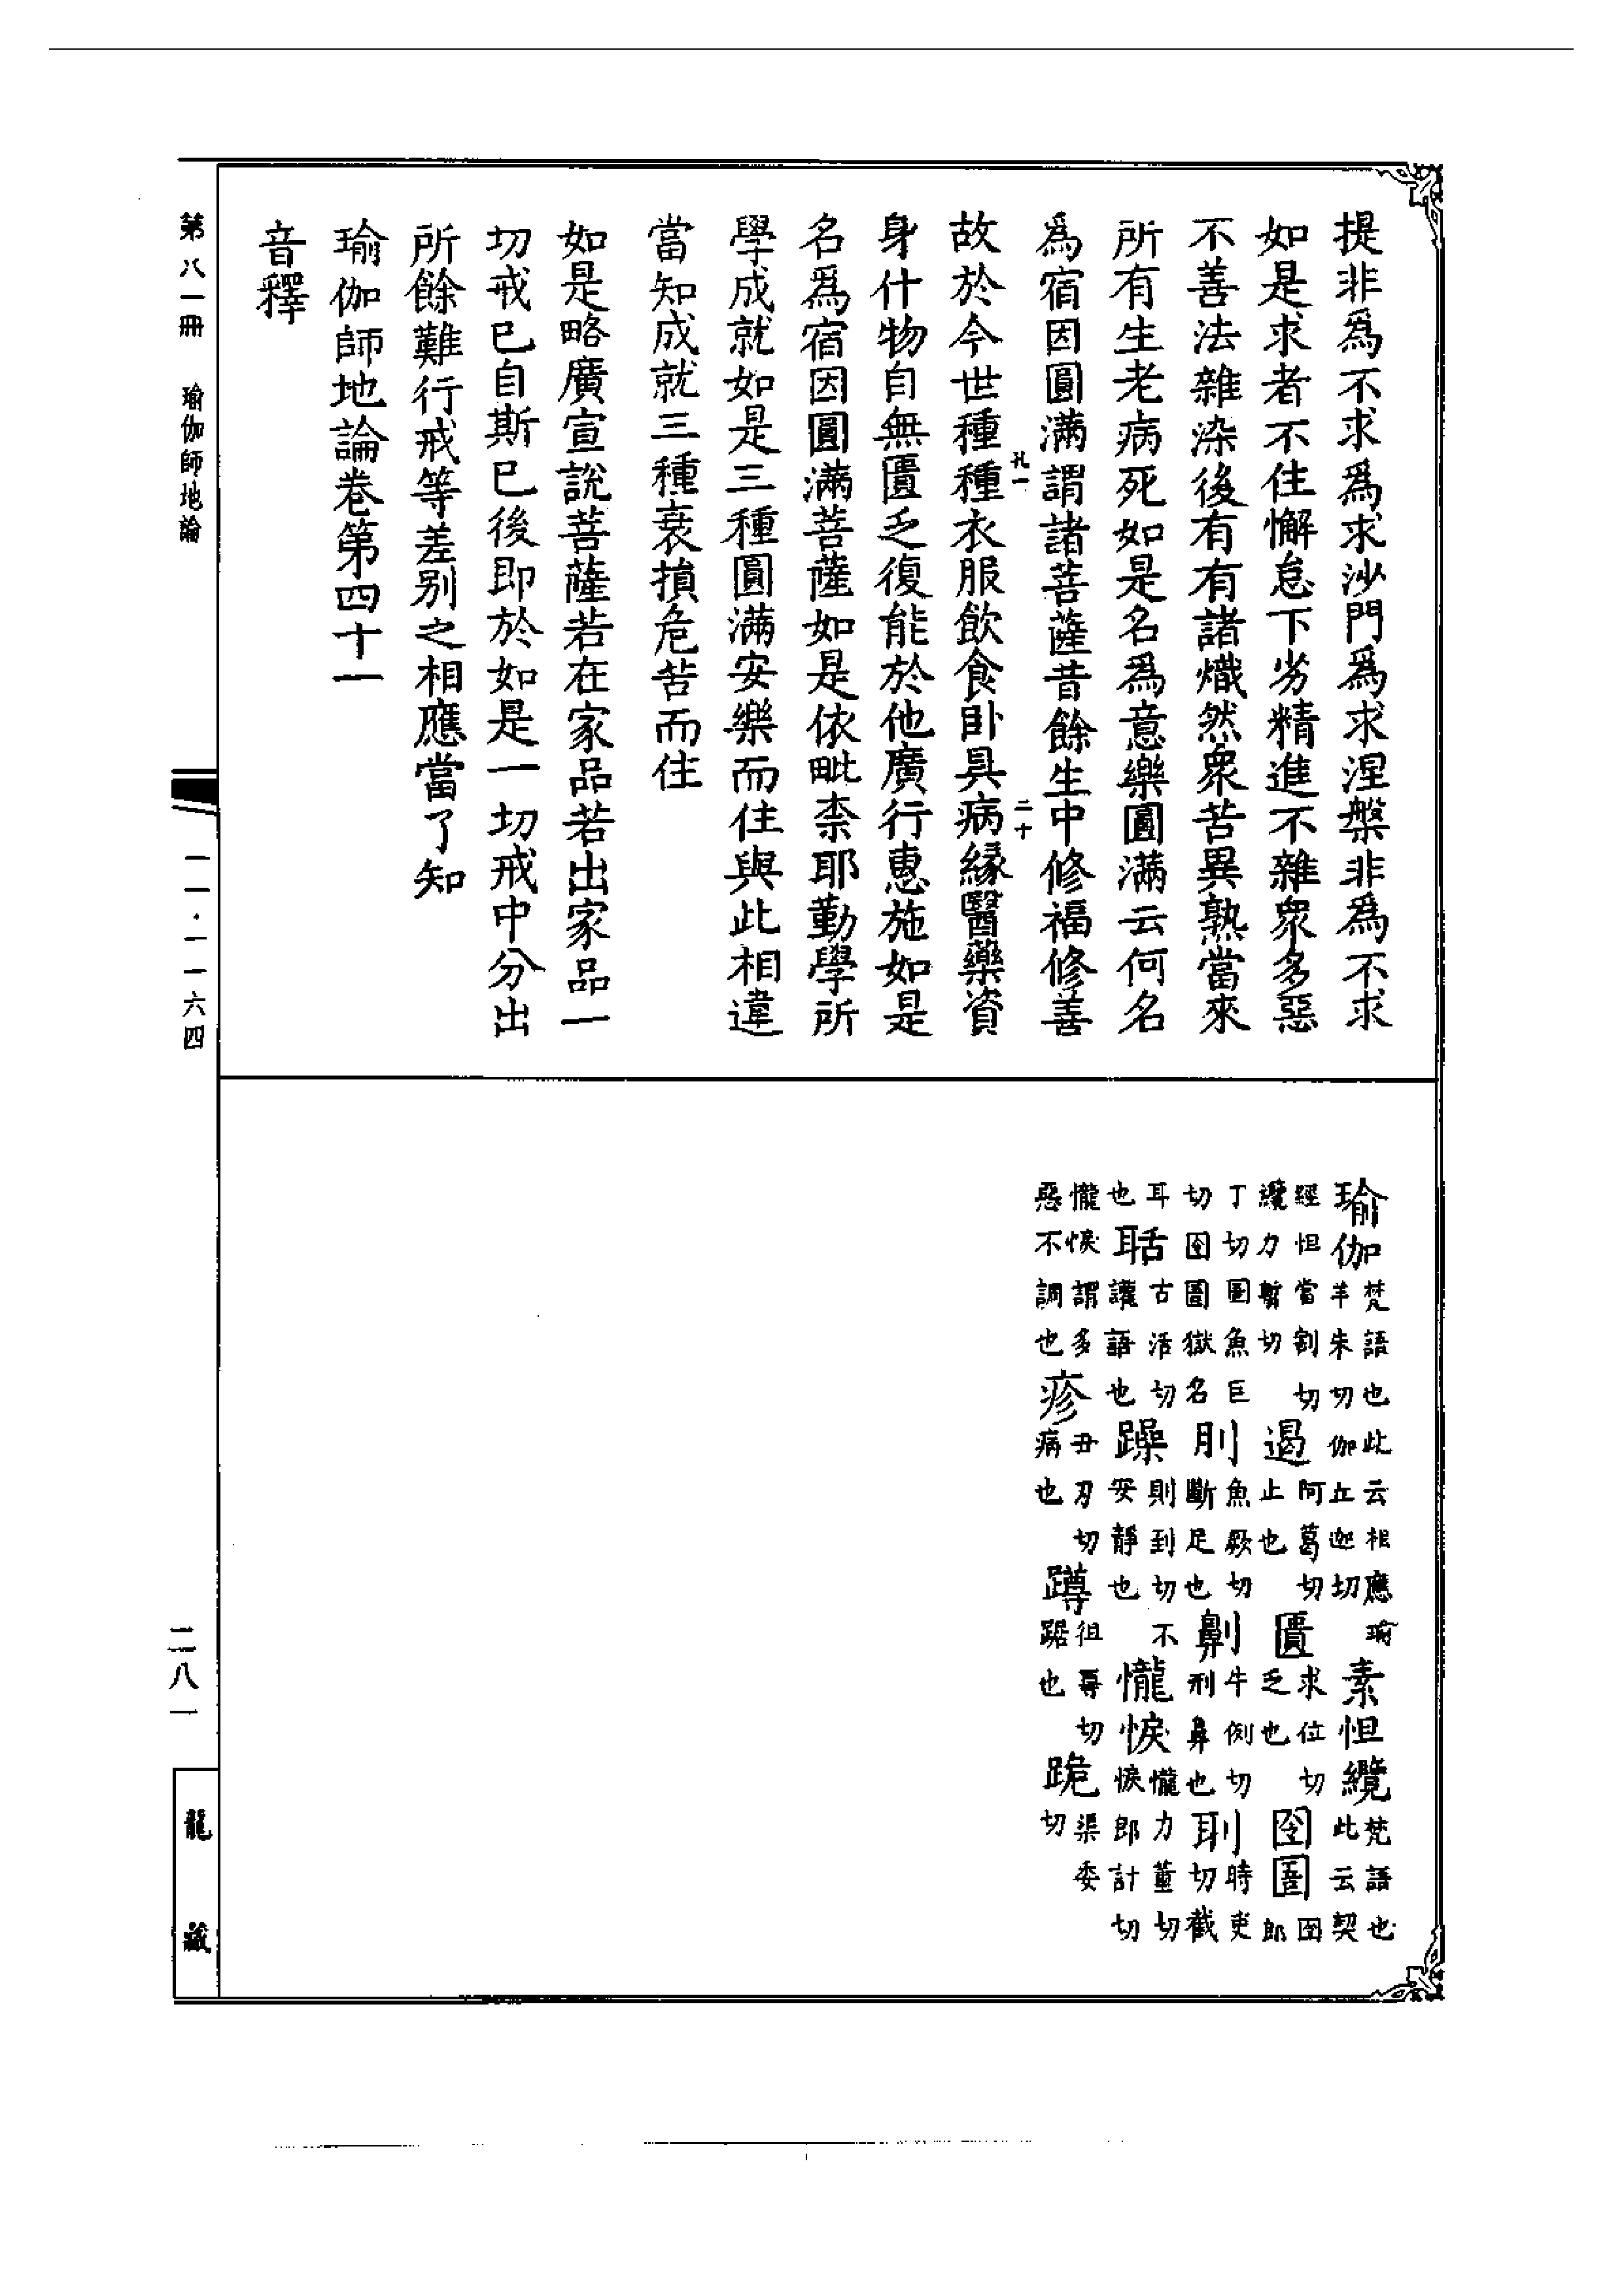 提非爲不求爲求沙門爲求涅槃非爲不求
如是求者不住懈怠下劣精進不雜衆多惡
不善法雜染後有有諸熾然衆苦異熟當來
所有生老病死如是名爲意樂圓滿云何名
爲宿因圓滿謂諸菩薩昔餘生中修福修善
故於今世種種衣服飲食卧具病緣醫藥資
身什物自無匱乏復能於他廣行惠施如是
名爲宿因圓滿菩薩如是依毗柰耶勤學所
學成就如是三種圓滿安樂而住與此相違
當知成就三種衰損危苦而住
如是略廣宣說菩薩若在家品若出家品一
切戒已自斯已後即於如是一切戒中分出
所餘難行戒等差别之相應當了知
瑜伽師地論卷第四十一
音釋
孔一
二十
瑜伽梵語也此云相應瑜羊朱切伽丘迦切素怛纜梵語也此云契
經怛當割切纜力暫切遏阿葛切止也匱求位切乏也囹圄囹郎
丁切圄魚巨切囹圄獄名刖魚厥切斷足也劓牛例切刑鼻也刵時吏切截
耳也聒古活切讙語也躁則到切不安靜也㦢悷㦢力董切悷郎計切
㦢悷謂多惡不調也疹丑刃切病也蹲徂尊切踞也跪渠委切
第八一冊 瑜伽師地論
一一·一一六四
二八一
龍藏